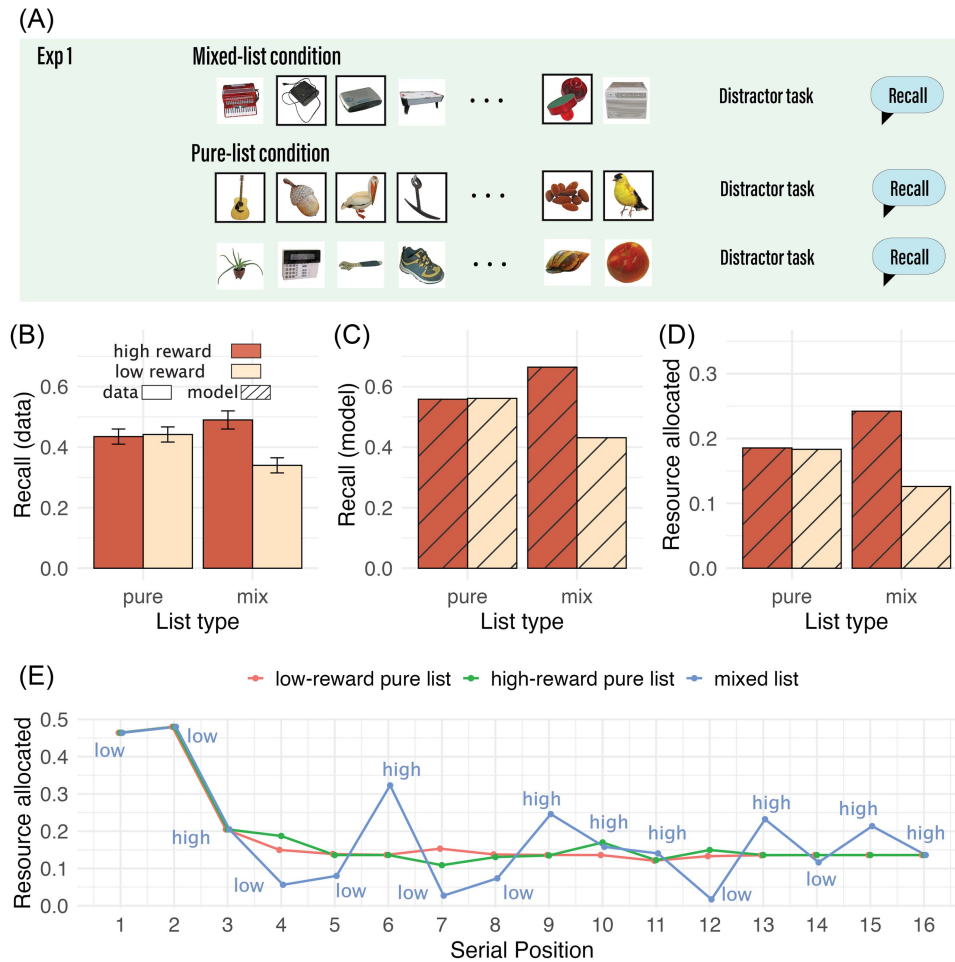 (A)
Exp 1
Mixed-list condition
. . .
Distractor task
Recall
Pure-list condition
. . .
Distractor task
Recall
. . .
Distractor task
Recall
(B)
high reward
low reward
data
model
Recall (data)
0.6
0.4
0.2
0.0
pure mix
List type
(C)
Recall (model)
0.6
0.4
0.2
0.0
pure mix
List type
(D)
Resource allocated
0.3
0.2
0.1
0.0
pure mix
List type
(E)
low-reward pure list high-reward pure list mixed list
Resource allocated
0.5
0.4
0.3
0.2
0.1
0.0
low
low
high
low
low
high
low
low
high
high
high
low
high
low
high
high
1 2 3 4 5 6 7 8 9 10 11 12 13 14 15 16
Serial Position